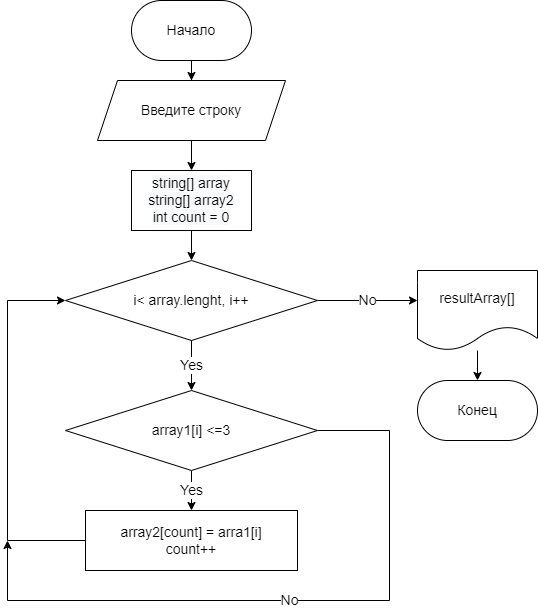 Начало
Введите строку
string[] array
string[] array2
int count = 0
i< array.lenght, i++
No
resultArray[]
Yes
Конец
array1[i] <=3
Yes
array2[count] = arra1[i]
count++
No